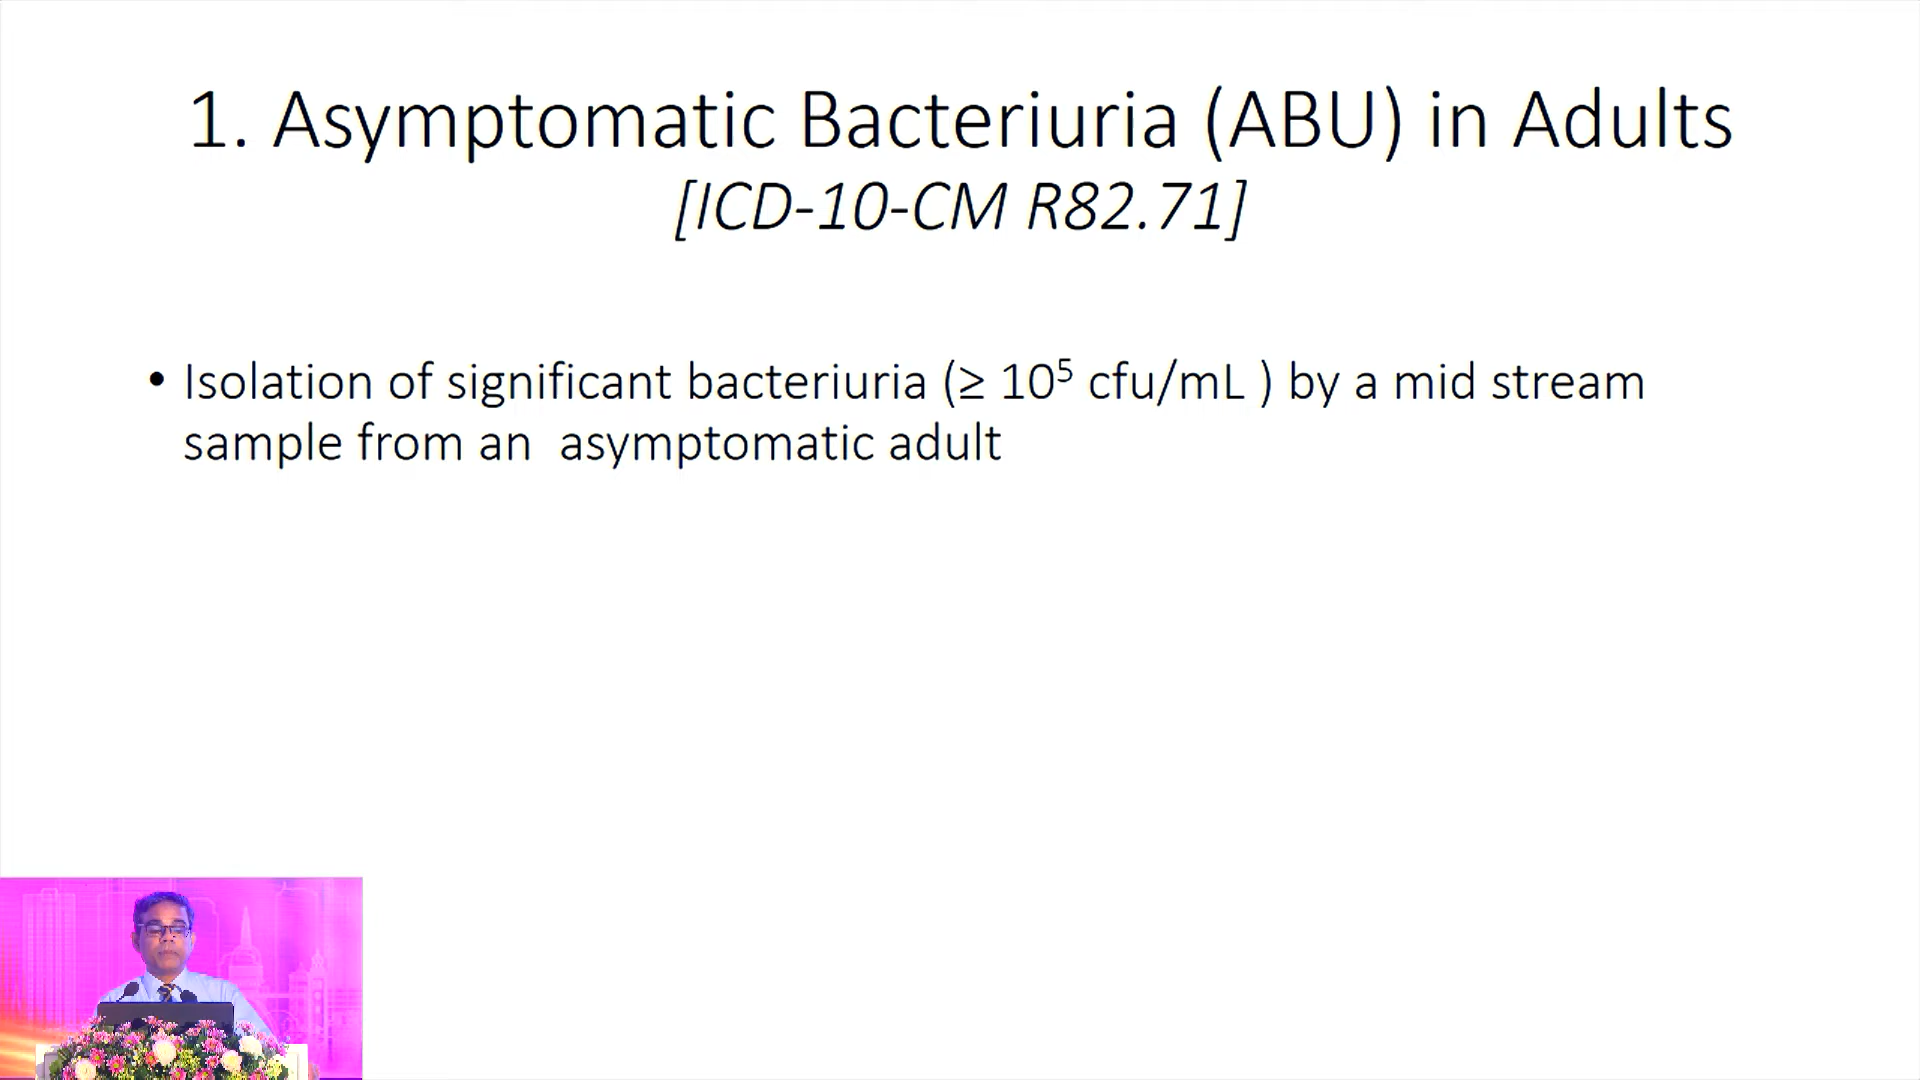 1. Asymptomatic Bacteriuria (ABU) in Adults
[ICD-10-CM R82.71]
• Isolation of significant bacteriuria (≥ 10⁵ cfu/mL ) by a mid stream
sample from an  asymptomatic adult